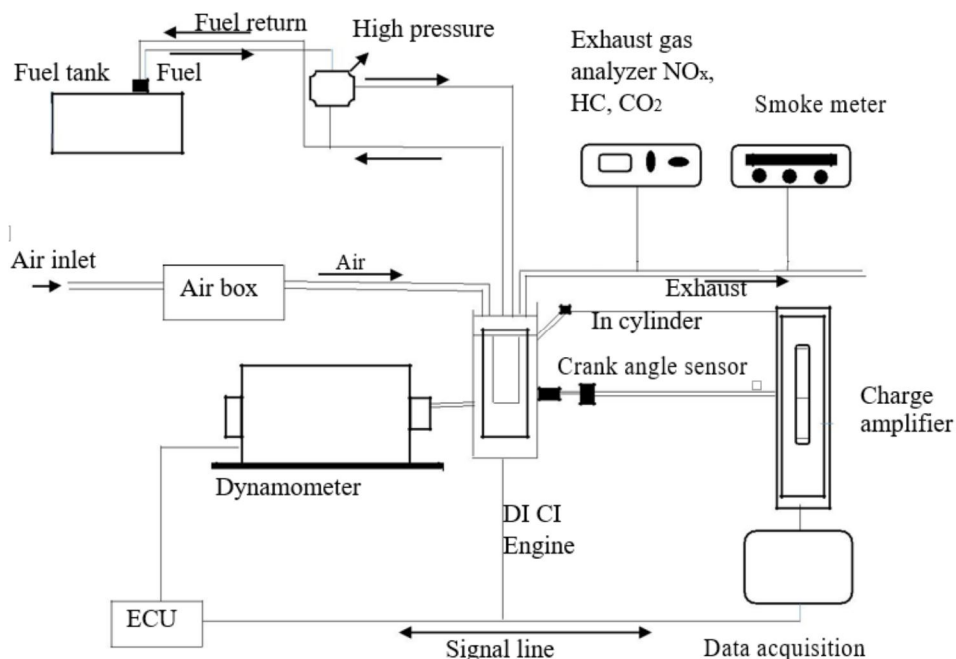 Fuel return
High pressure
Fuel tank
Fuel
Exhaust gas
analyzer NOₓ,
HC, CO₂
Smoke meter
Air inlet
Air box
Air
Exhaust
In cylinder
Crank angle sensor
Charge
amplifier
Dynamometer
DI CI
Engine
ECU
Signal line
Data acquisition